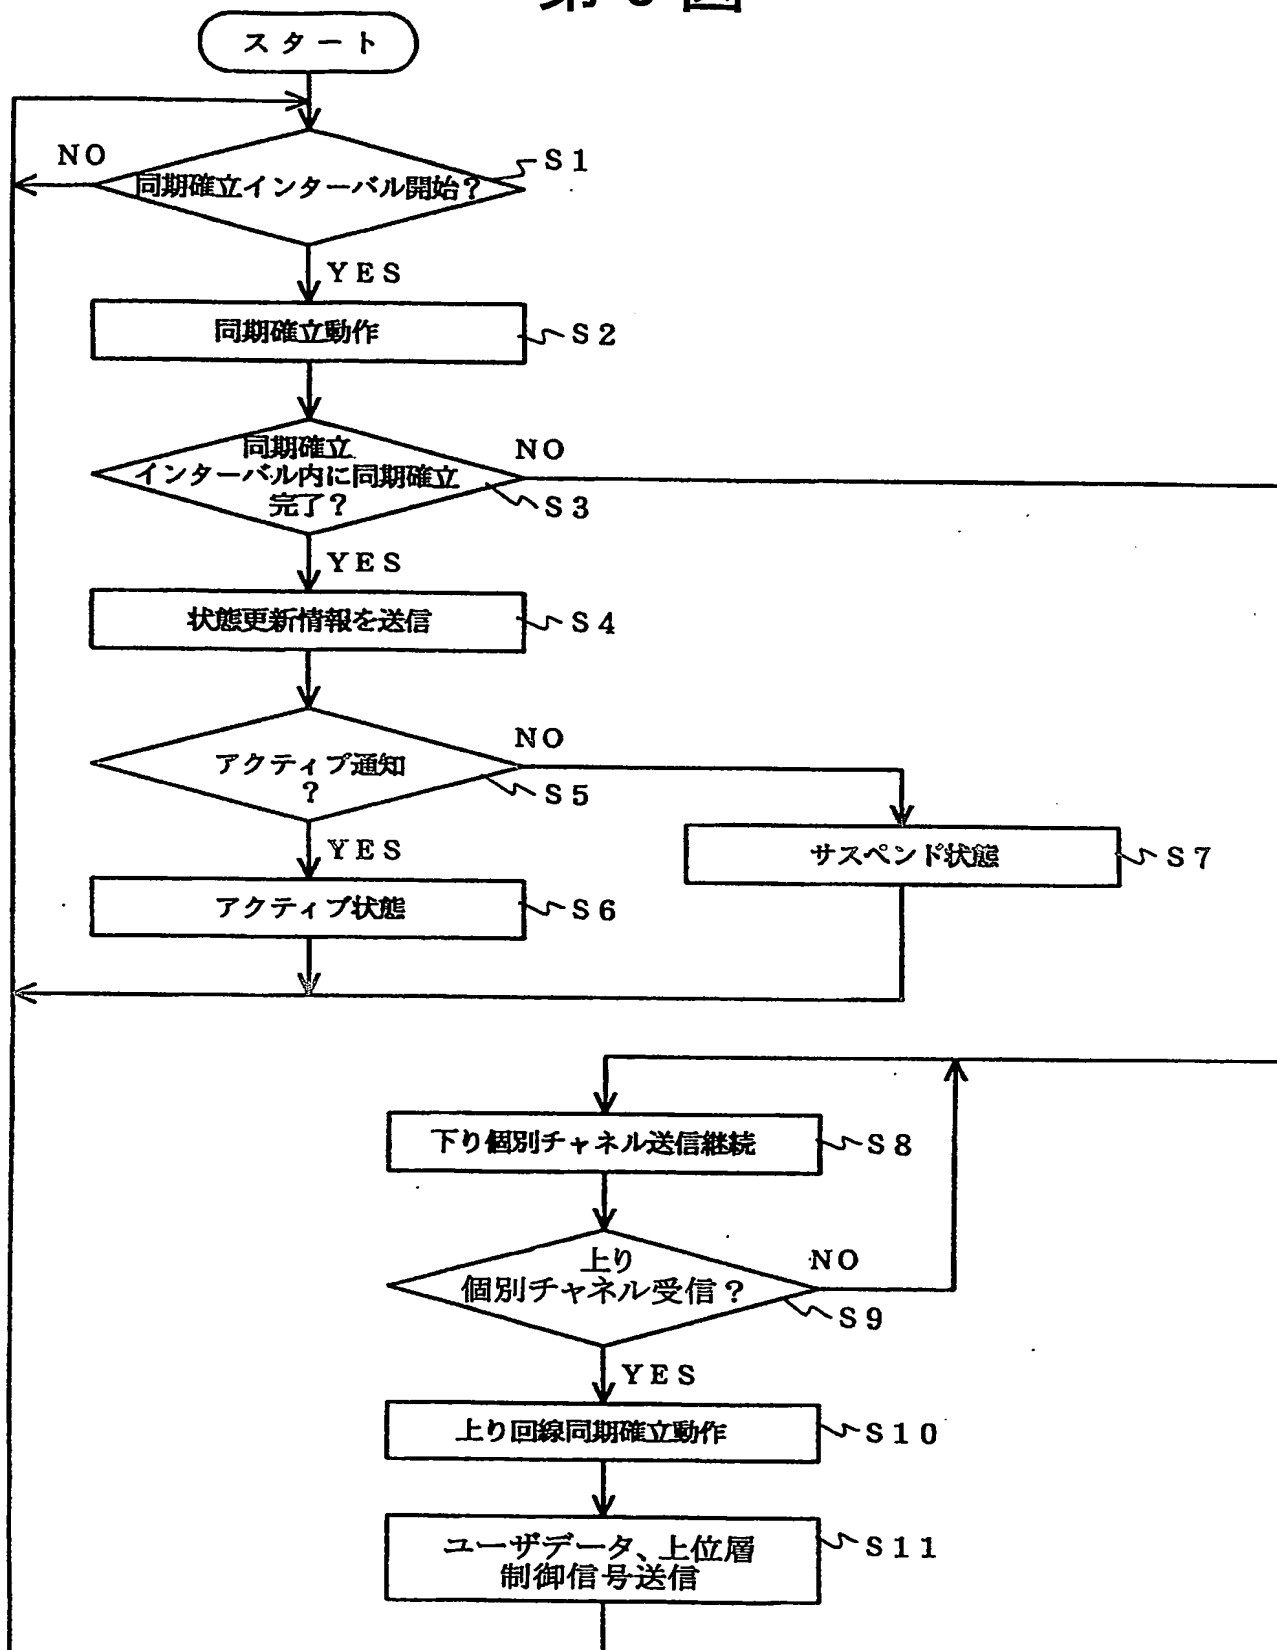 スタート
NO
S1
同期確立インターバル開始?
YES
同期確立動作
S2
同期確立
インターバル内に同期確立
完了?
NO
S3
YES
状態更新情報を送信
S4
アクティブ通知
?
NO
S5
YES
サスペンド状態
S7
アクティブ状態
S6
下り個別チャネル送信継続
S8
上り
個別チャネル受信?
NO
S9
YES
上り回線同期確立動作
S10
ユーザデータ、上位層
制御信号送信
S11